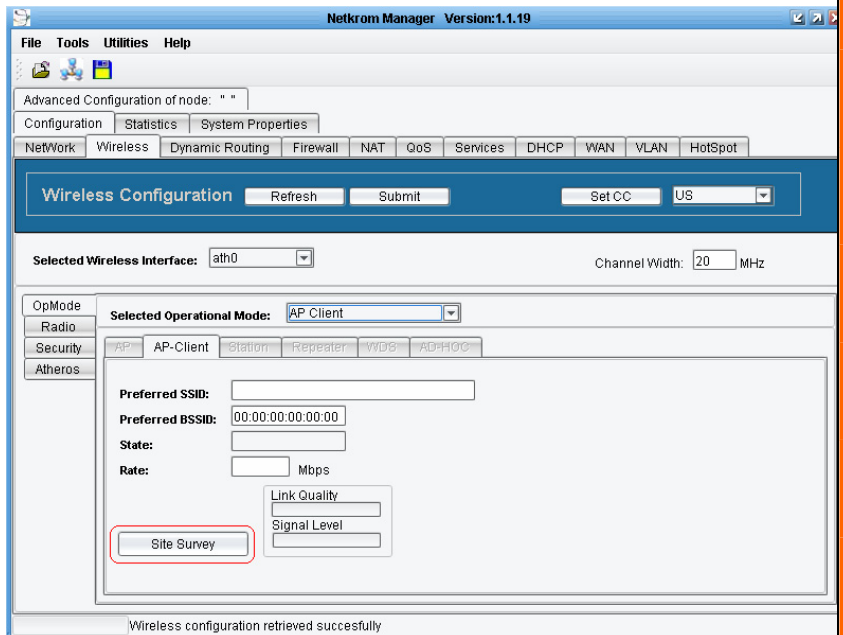 Netkrom Manager Version:1.1.19
File Tools Utilities Help
Advanced Configuration of node: " "
Configuration Statistics System Properties
NetWork Wireless Dynamic Routing Firewall NAT QoS Services DHCP WAN VLAN HotSpot
Wireless Configuration Refresh Submit Set CC US
Selected Wireless Interface: ath0 Channel Width: 20 MHz
OpMode
Radio
Security
Atheros
Selected Operational Mode: AP Client
AP AP-Client Station Repeater WDS AD-HOC
Preferred SSID:
Preferred BSSID: 00:00:00:00:00:00
State:
Rate: Mbps
Link Quality
Signal Level
Site Survey
Wireless configuration retrieved succesfully